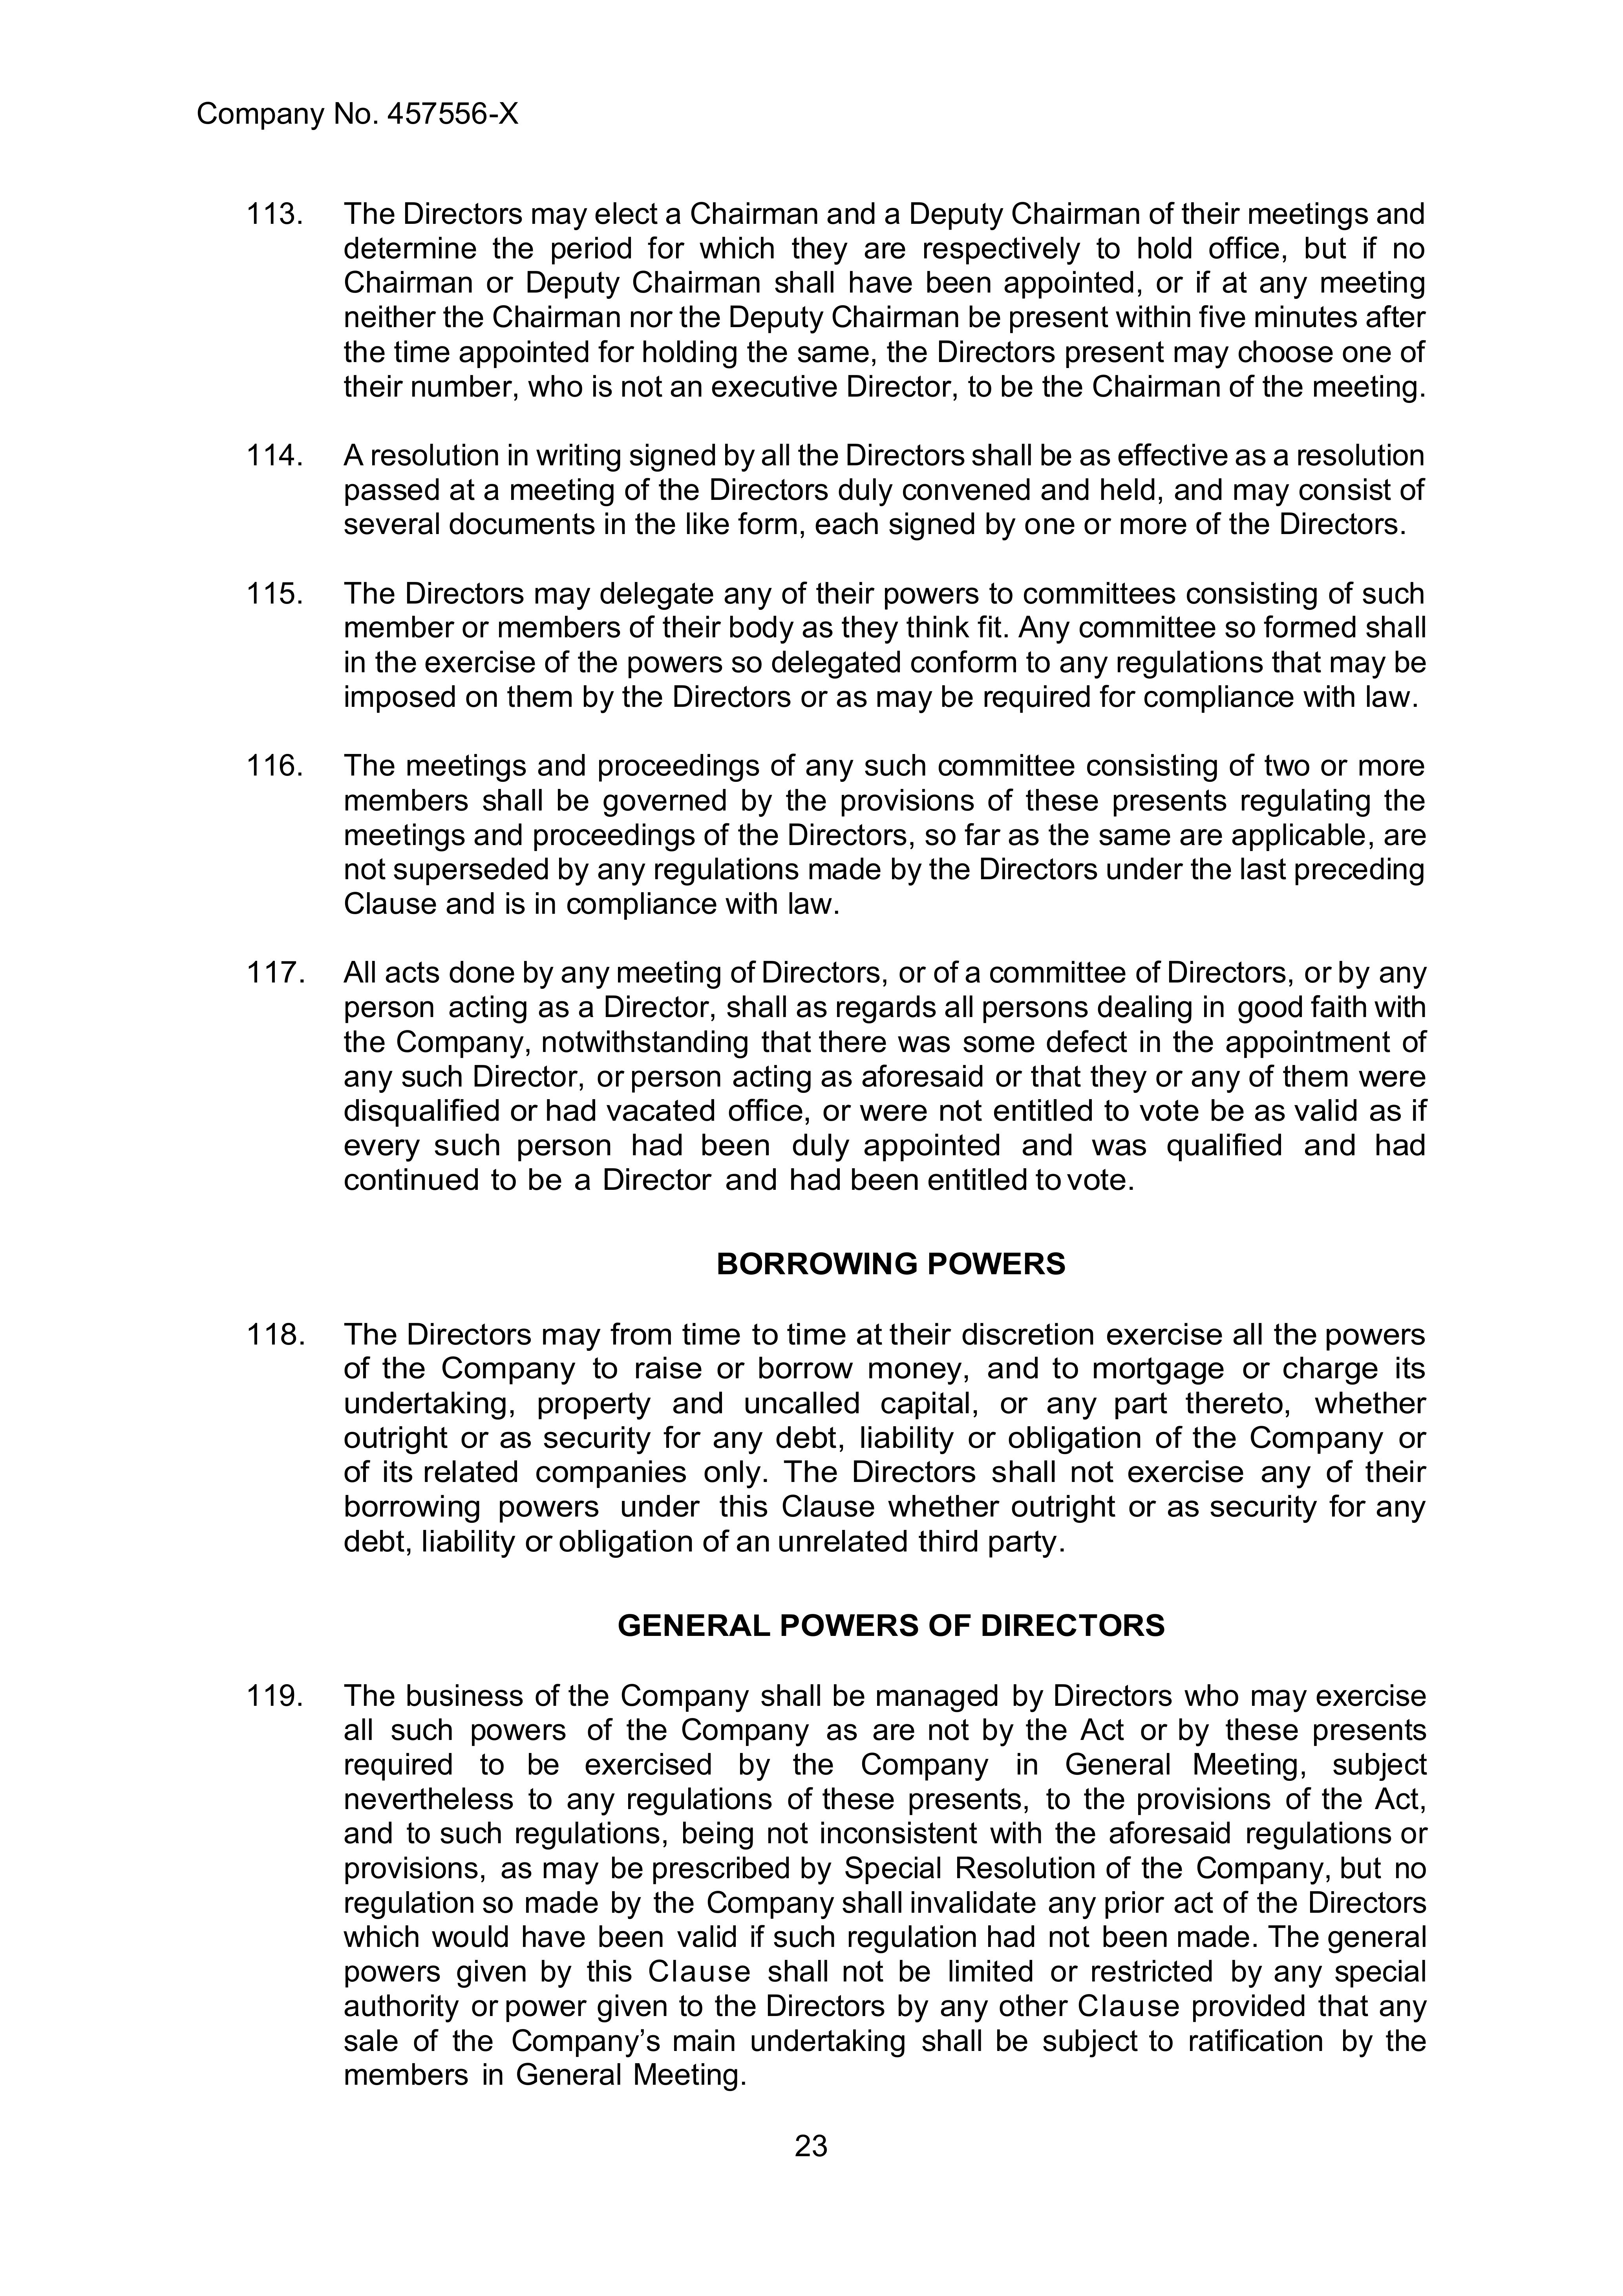 Company No. 457556-X
113. The Directors may elect a Chairman and a Deputy Chairman of their meetings and
determine the period for which they are respectively to hold office, but if no
Chairman or Deputy Chairman shall have been appointed, or if at any meeting
neither the Chairman nor the Deputy Chairman be present within five minutes after
the time appointed for holding the same, the Directors present may choose one of
their number, who is not an executive Director, to be the Chairman of the meeting.
114. A resolution in writing signed by all the Directors shall be as effective as a resolution
passed at a meeting of the Directors duly convened and held, and may consist of
several documents in the like form, each signed by one or more of the Directors.
115. The Directors may delegate any of their powers to committees consisting of such
member or members of their body as they think fit. Any committee so formed shall
in the exercise of the powers so delegated conform to any regulations that may be
imposed on them by the Directors or as may be required for compliance with law.
116. The meetings and proceedings of any such committee consisting of two or more
members shall be governed by the provisions of these presents regulating the
meetings and proceedings of the Directors, so far as the same are applicable, are
not superseded by any regulations made by the Directors under the last preceding
Clause and is in compliance with law.
117. All acts done by any meeting of Directors, or of a committee of Directors, or by any
person acting as a Director, shall as regards all persons dealing in good faith with
the Company, notwithstanding that there was some defect in the appointment of
any such Director, or person acting as aforesaid or that they or any of them were
disqualified or had vacated office, or were not entitled to vote be as valid as if
every such person had been duly appointed and was qualified and had
continued to be a Director and had been entitled to vote.
BORROWING POWERS
118. The Directors may from time to time at their discretion exercise all the powers
of the Company to raise or borrow money, and to mortgage or charge its
undertaking, property and uncalled capital, or any part thereto, whether
outright or as security for any debt, liability or obligation of the Company or
of its related companies only. The Directors shall not exercise any of their
borrowing powers under this Clause whether outright or as security for any
debt, liability or obligation of an unrelated third party.
GENERAL POWERS OF DIRECTORS
119. The business of the Company shall be managed by Directors who may exercise
all such powers of the Company as are not by the Act or by these presents
required to be exercised by the Company in General Meeting, subject
nevertheless to any regulations of these presents, to the provisions of the Act,
and to such regulations, being not inconsistent with the aforesaid regulations or
provisions, as may be prescribed by Special Resolution of the Company, but no
regulation so made by the Company shall invalidate any prior act of the Directors
which would have been valid if such regulation had not been made. The general
powers given by this Clause shall not be limited or restricted by any special
authority or power given to the Directors by any other Clause provided that any
sale of the Company’s main undertaking shall be subject to ratification by the
members in General Meeting.
23